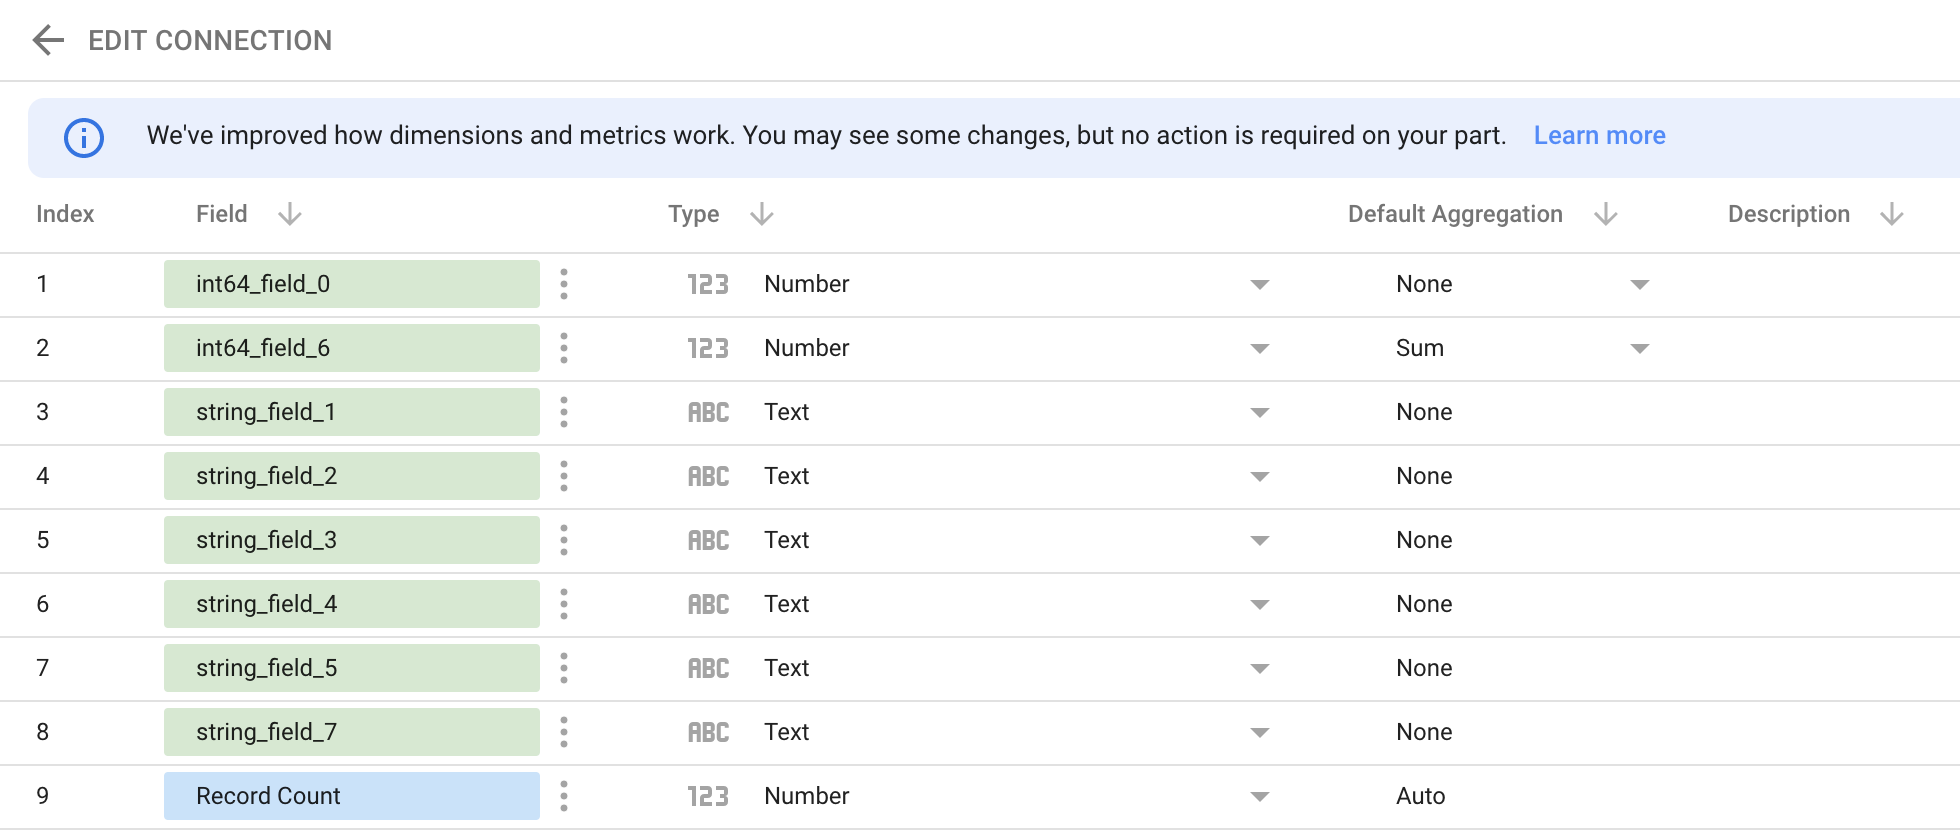 EDIT CONNECTION
We've improved how dimensions and metrics work. You may see some changes, but no action is required on your part. Learn more
Index Field Type Default Aggregation Description
1 int64_field_0 123 Number None
2 int64_field_6 123 Number Sum
3 string_field_1 ABC Text None
4 string_field_2 ABC Text None
5 string_field_3 ABC Text None
6 string_field_4 ABC Text None
7 string_field_5 ABC Text None
8 string_field_7 ABC Text None
9 Record Count 123 Number Auto